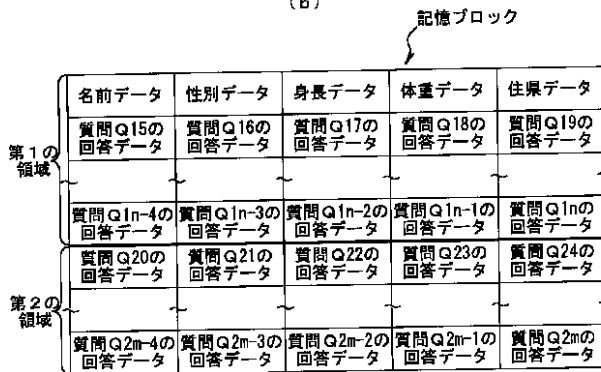 (B)
記憶ブロック
名前データ 性別データ 身長データ 体重データ 住県データ
質問Q15の 質問Q16の 質問Q17の 質問Q18の 質問Q19の
回答データ 回答データ 回答データ 回答データ 回答データ
第1の
領域
質問Q1n-4の 質問Q1n-3の 質問Q1n-2の 質問Q1n-1の 質問Q1nの
回答データ 回答データ 回答データ 回答データ 回答データ
質問Q20の 質問Q21の 質問Q22の 質問Q23の 質問Q24の
回答データ 回答データ 回答データ 回答データ 回答データ
第2の
領域
質問Q2m-4の 質問Q2m-3の 質問Q2m-2の 質問Q2m-1の 質問Q2mの
回答データ 回答データ 回答データ 回答データ 回答データ